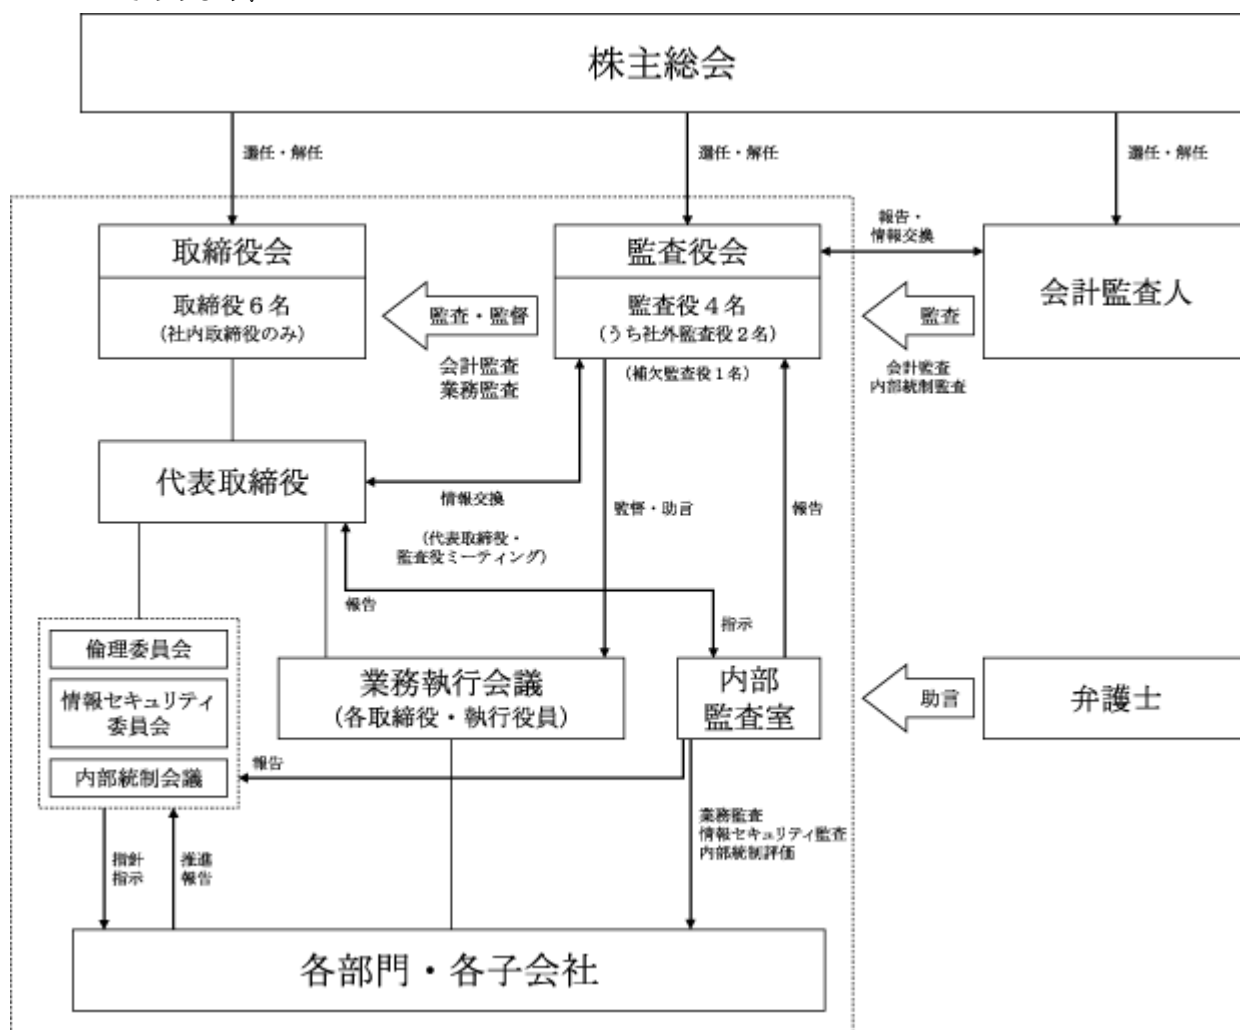 株主総会
選任・解任
選任・解任
選任・解任
取締役会
取締役6名
(社内取締役のみ)
監査・監督
会計監査
業務監査
監査役会
監査役4名
(うち社外監査役2名)
(補欠監査役1名)
報告・
情報交換
会計監査人
監査
会計監査
内部統制監査
代表取締役
情報交換
(代表取締役・
監査役ミーティング)
監督・助言
報告
報告
指示
倫理委員会
情報セキュリティ
委員会
内部統制会議
業務執行会議
(各取締役・執行役員)
内部
監査室
助言
弁護士
報告
業務監査
情報セキュリティ監査
内部統制評価
指針
指示
推進
報告
各部門・各子会社